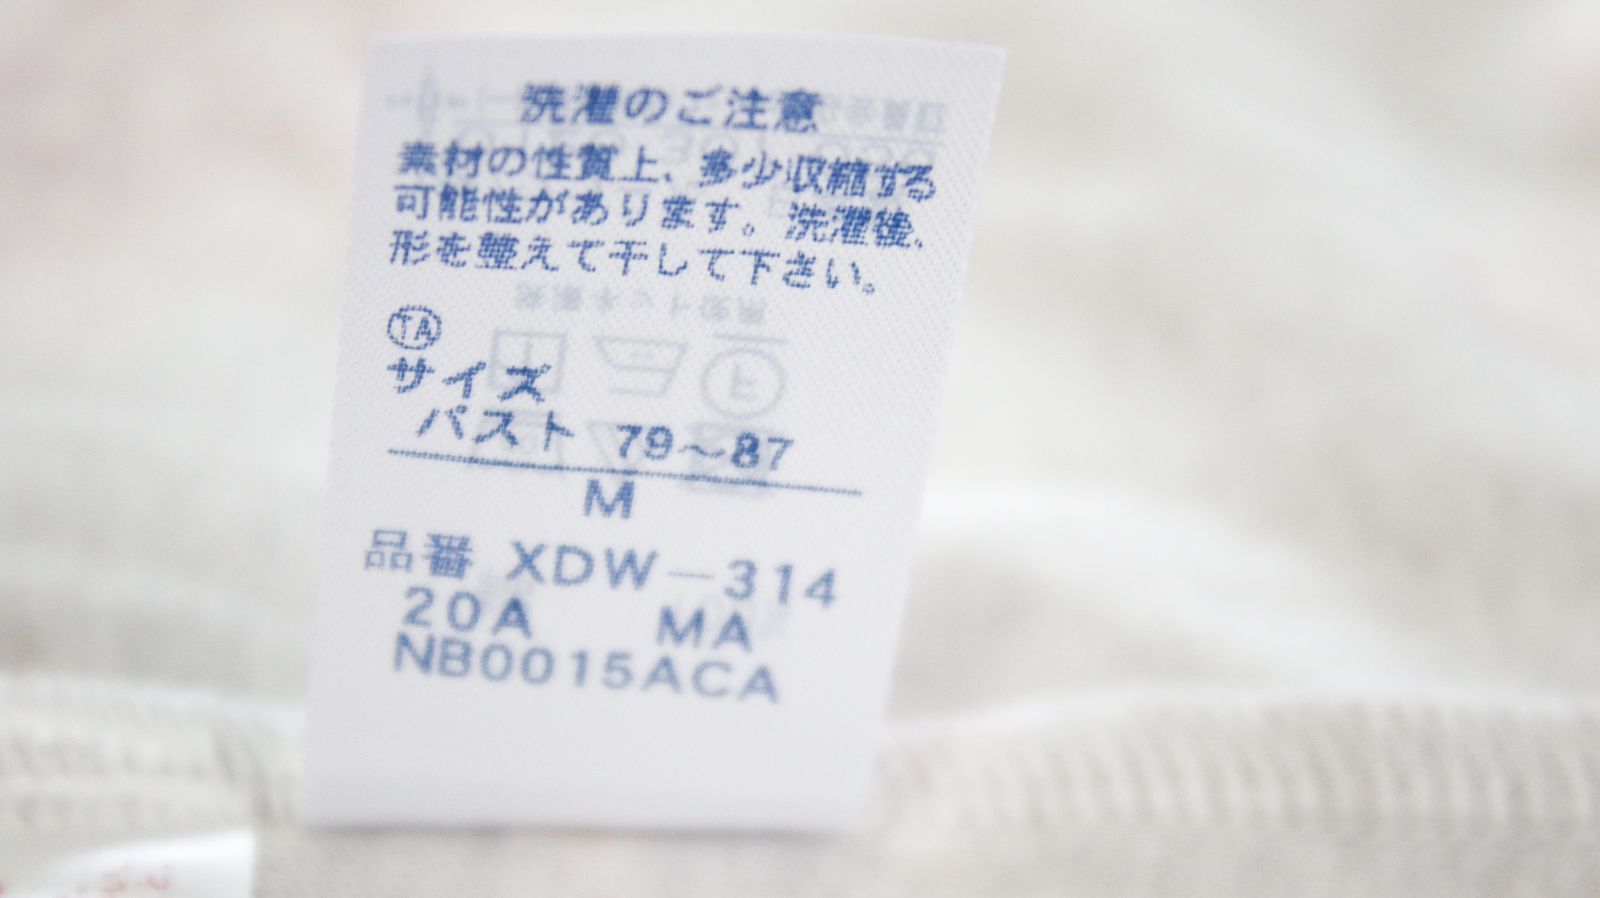 洗濯のご注意
素材の性質上、多少収縮する
可能性があります。洗濯後、
形を整えて干して下さい。
TA
サイズ
バスト 79〜87
M
品番 XDW-314
20A MA
NB0015ACA